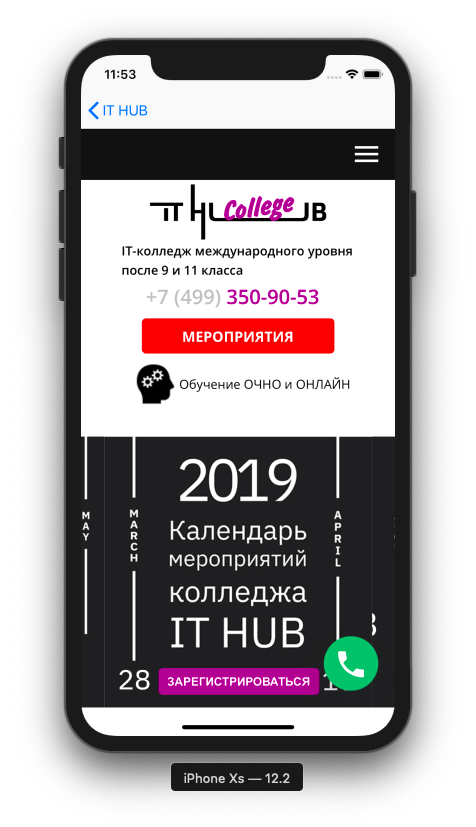 11:53
IT HUB
IT HU College UB
IT-колледж международного уровня
после 9 и 11 класса
+7 (499) 350-90-53
МЕРОПРИЯТИЯ
Обучение ОЧНО и ОНЛАЙН
MAY
MARCH
APRIL
2019
Календарь
мероприятий
колледжа
IT HUB
28
ЗАРЕГИСТРИРОВАТЬСЯ
iPhone Xs — 12.2